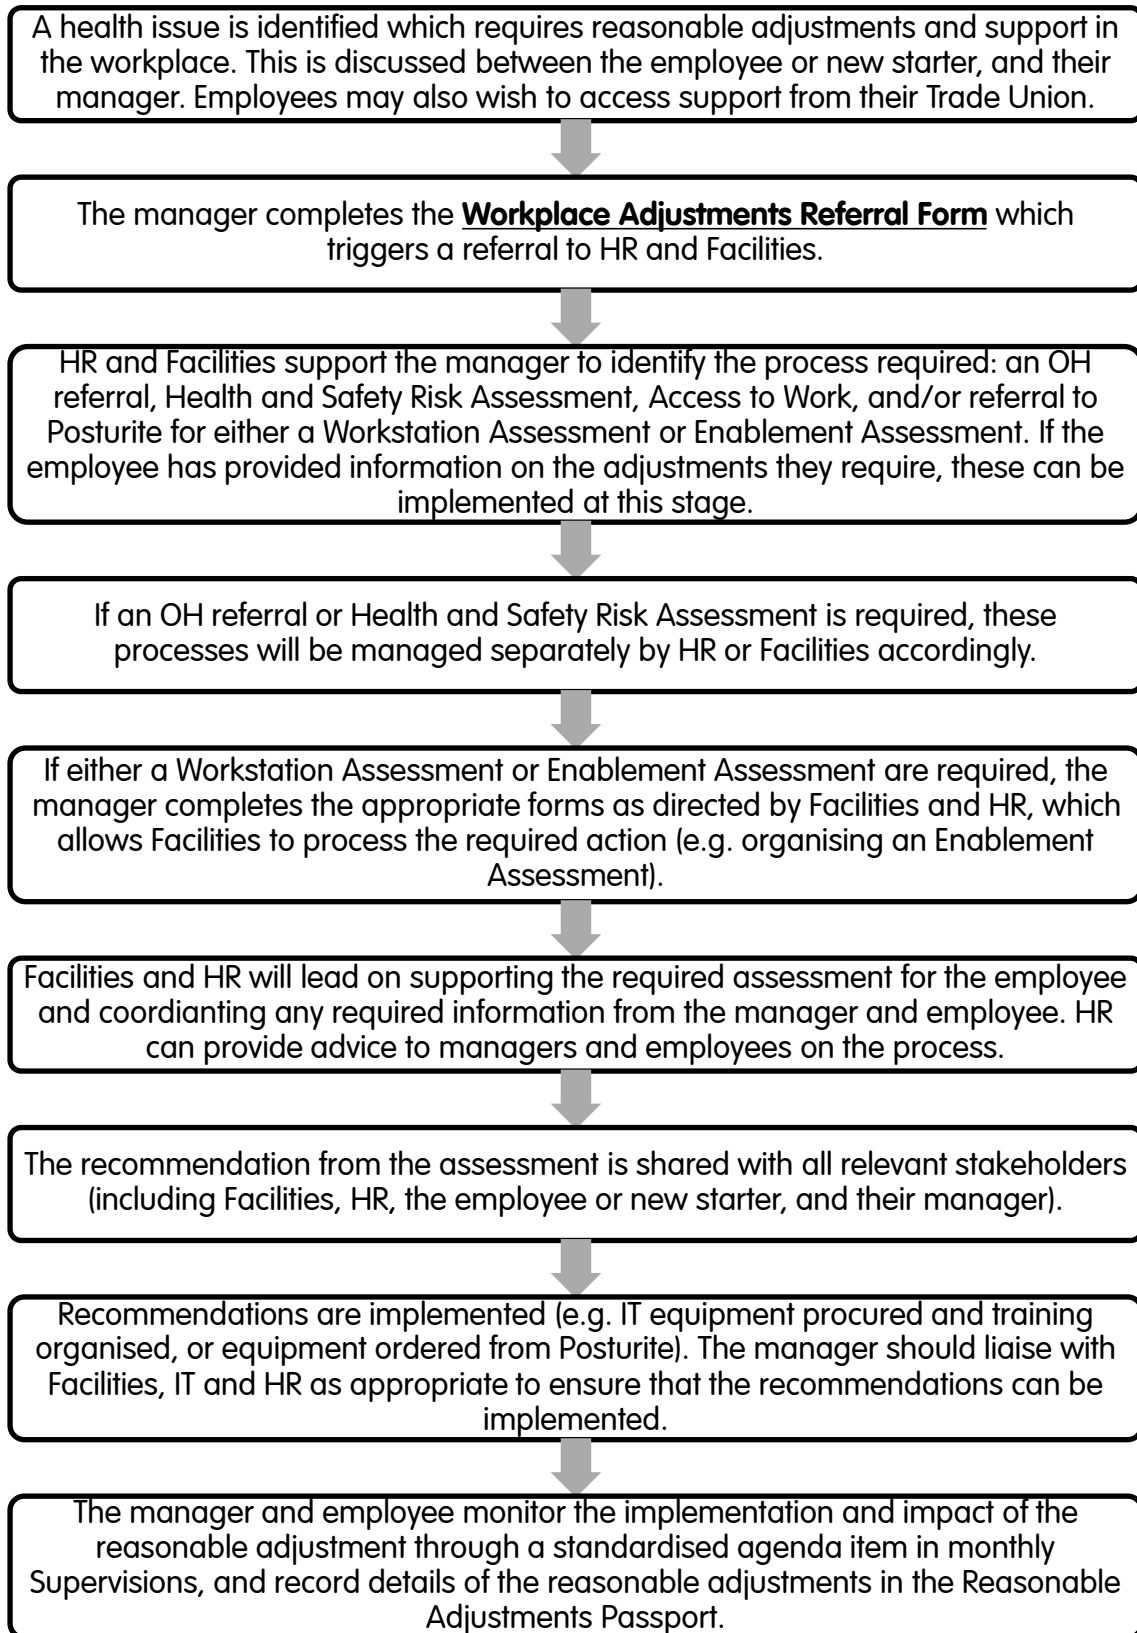 A health issue is identified which requires reasonable adjustments and support in
the workplace. This is discussed between the employee or new starter, and their
manager. Employees may also wish to access support from their Trade Union.
The manager completes the Workplace Adjustments Referral Form which
triggers a referral to HR and Facilities.
HR and Facilities support the manager to identify the process required: an OH
referral, Health and Safety Risk Assessment, Access to Work, and/or referral to
Posturite for either a Workstation Assessment or Enablement Assessment. If the
employee has provided information on the adjustments they require, these can be
implemented at this stage.
If an OH referral or Health and Safety Risk Assessment is required, these
processes will be managed separately by HR or Facilities accordingly.
If either a Workstation Assessment or Enablement Assessment are required, the
manager completes the appropriate forms as directed by Facilities and HR, which
allows Facilities to process the required action (e.g. organising an Enablement
Assessment).
Facilities and HR will lead on supporting the required assessment for the employee
and coordianting any required information from the manager and employee. HR
can provide advice to managers and employees on the process.
The recommendation from the assessment is shared with all relevant stakeholders
(including Facilities, HR, the employee or new starter, and their manager).
Recommendations are implemented (e.g. IT equipment procured and training
organised, or equipment ordered from Posturite). The manager should liaise with
Facilities, IT and HR as appropriate to ensure that the recommendations can be
implemented.
The manager and employee monitor the implementation and impact of the
reasonable adjustment through a standardised agenda item in monthly
Supervisions, and record details of the reasonable adjustments in the Reasonable
Adjustments Passport.